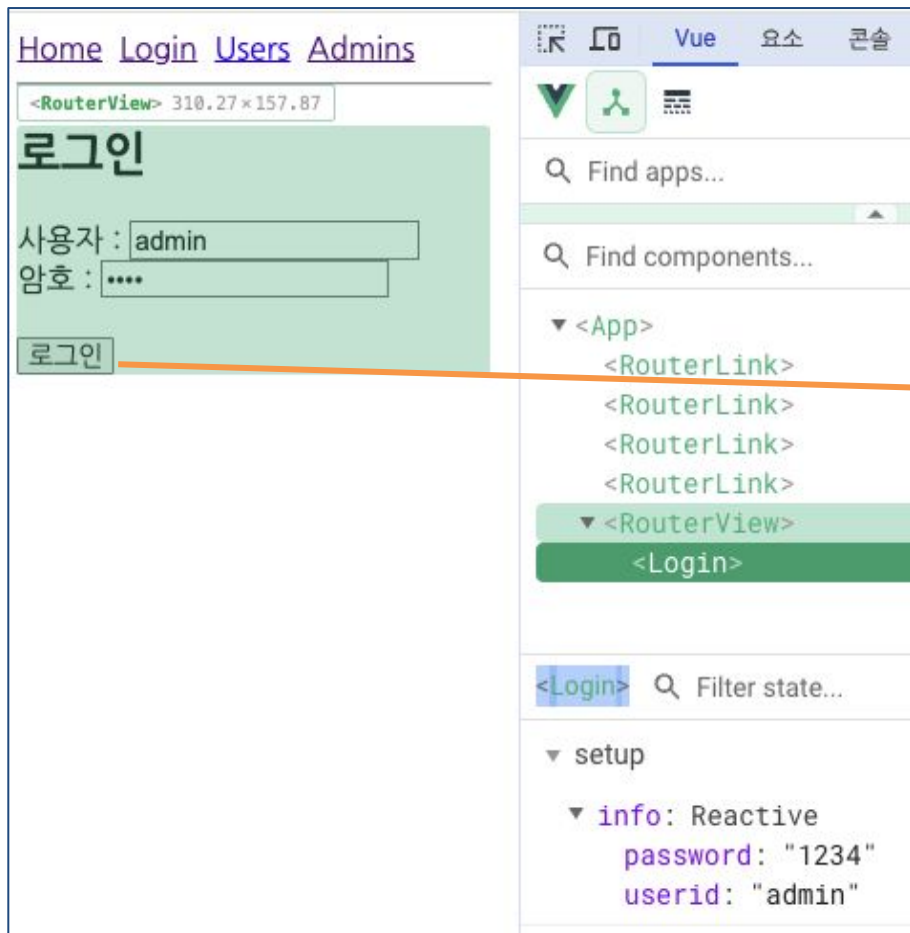 Home Login Users Admins
<RouterView> 310.27×157.87
로그인
사용자 : admin
암호 : ••••
로그인
Vue 요소 콘솔
Find apps...
Find components...
<App>
<RouterLink>
<RouterLink>
<RouterLink>
<RouterLink>
<RouterView>
<Login>
<Login> Filter state...
setup
info: Reactive
password: "1234"
userid: "admin"